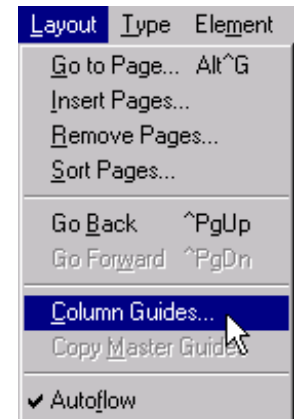 Layout Type Element
Go to Page... Alt^G
Insert Pages...
Remove Pages...
Sort Pages...
Go Back ^PgUp
Go Forward ^PgDn
Column Guides...
Copy Master Guides
Autoflow